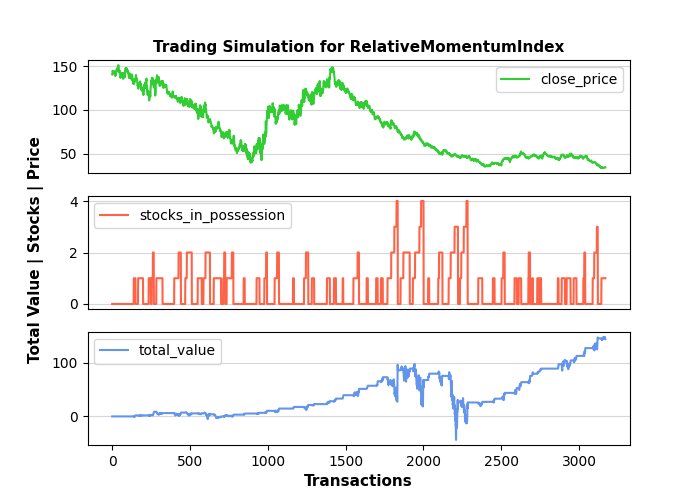 Trading Simulation for RelativeMomentumIndex
150
100
50
close_price
4
2
0
stocks_in_possession
100
0
total_value
0 500 1000 1500 2000 2500 3000
Transactions
Total Value | Stocks | Price